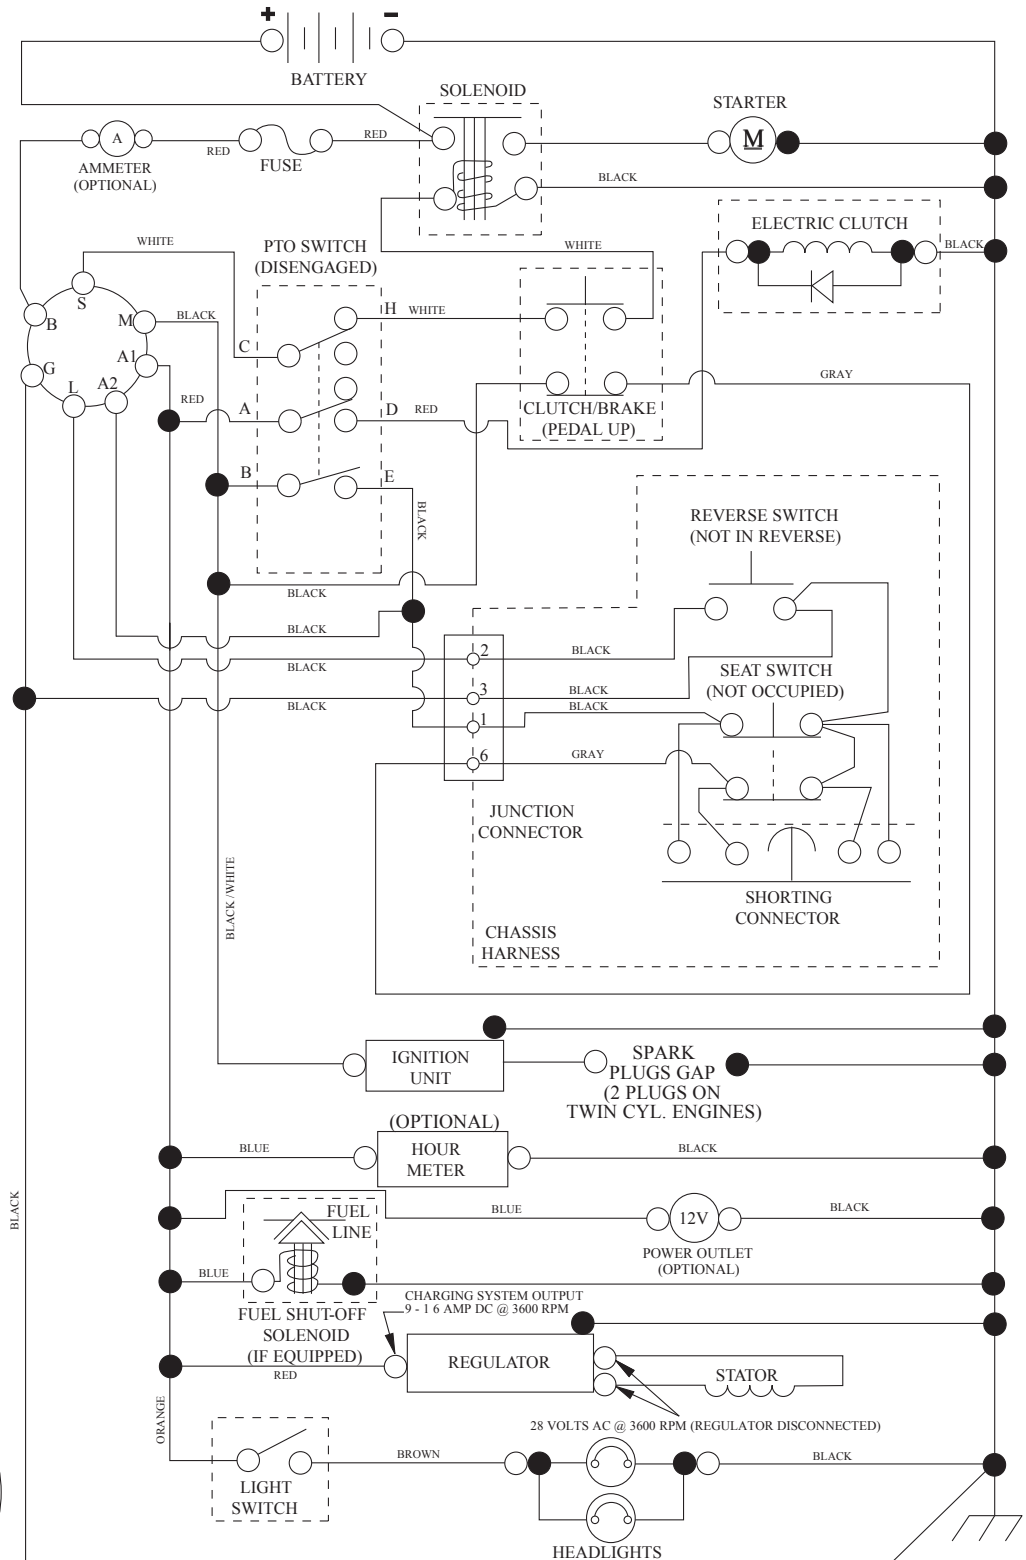 + -
BATTERY
SOLENOID
STARTER
A
RED
FUSE
RED
M
AMMETER
(OPTIONAL)
BLACK
ELECTRIC CLUTCH
WHITE
PTO SWITCH
(DISENGAGED)
WHITE
BLACK
S
B
M
BLACK
H
WHITE
C
A1
G
L
A2
RED
A
D
RED
GRAY
CLUTCH/BRAKE
(PEDAL UP)
B
E
BLACK
REVERSE SWITCH
(NOT IN REVERSE)
BLACK
BLACK
2
BLACK
BLACK
SEAT SWITCH
(NOT OCCUPIED)
3
BLACK
BLACK
BLACK
1
6
GRAY
JUNCTION
CONNECTOR
BLACK /WHITE
SHORTING
CONNECTOR
CHASSIS
HARNESS
IGNITION
UNIT
SPARK
PLUGS GAP
(2 PLUGS ON
TWIN CYL. ENGINES)
(OPTIONAL)
BLUE
HOUR
METER
BLACK
BLACK
FUEL
LINE
BLUE
12V
BLACK
POWER OUTLET
(OPTIONAL)
BLUE
CHARGING SYSTEM OUTPUT
9 - 1 6 AMP DC @ 3600 RPM
FUEL SHUT-OFF
SOLENOID
(IF EQUIPPED)
RED
REGULATOR
STATOR
ORANGE
28 VOLTS AC @ 3600 RPM (REGULATOR DISCONNECTED)
BROWN
BLACK
LIGHT
SWITCH
HEADLIGHTS